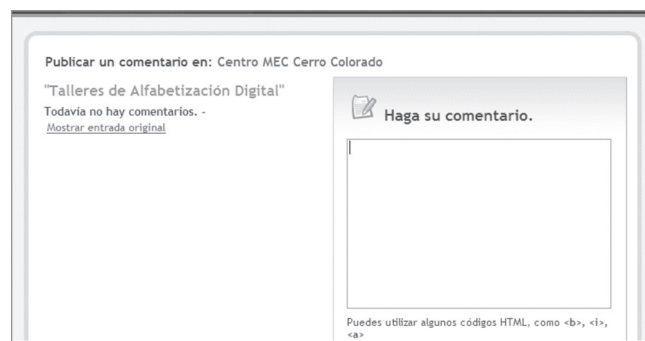 Publicar un comentario en: Centro MEC Cerro Colorado
"Talleres de Alfabetización Digital"
Todavía no hay comentarios. -
Mostrar entrada original
Haga su comentario.
Puedes utilizar algunos códigos HTML, como <b>, <i>,
<a>